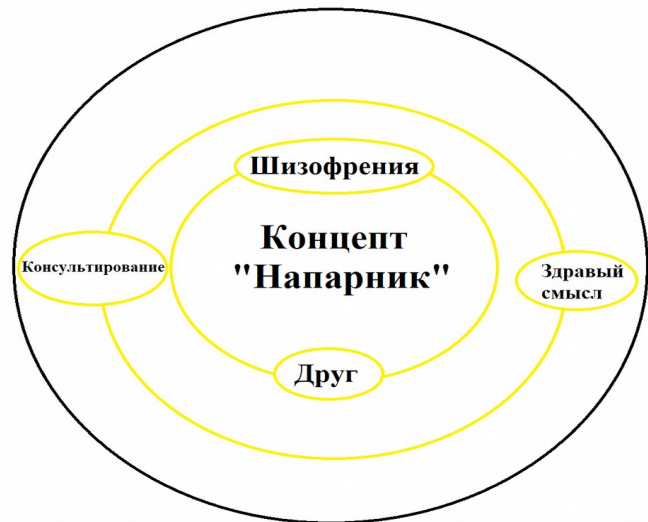 Шизофрения
Концепт
"Напарник"
Консультирование
Здравый
смысл
Друг